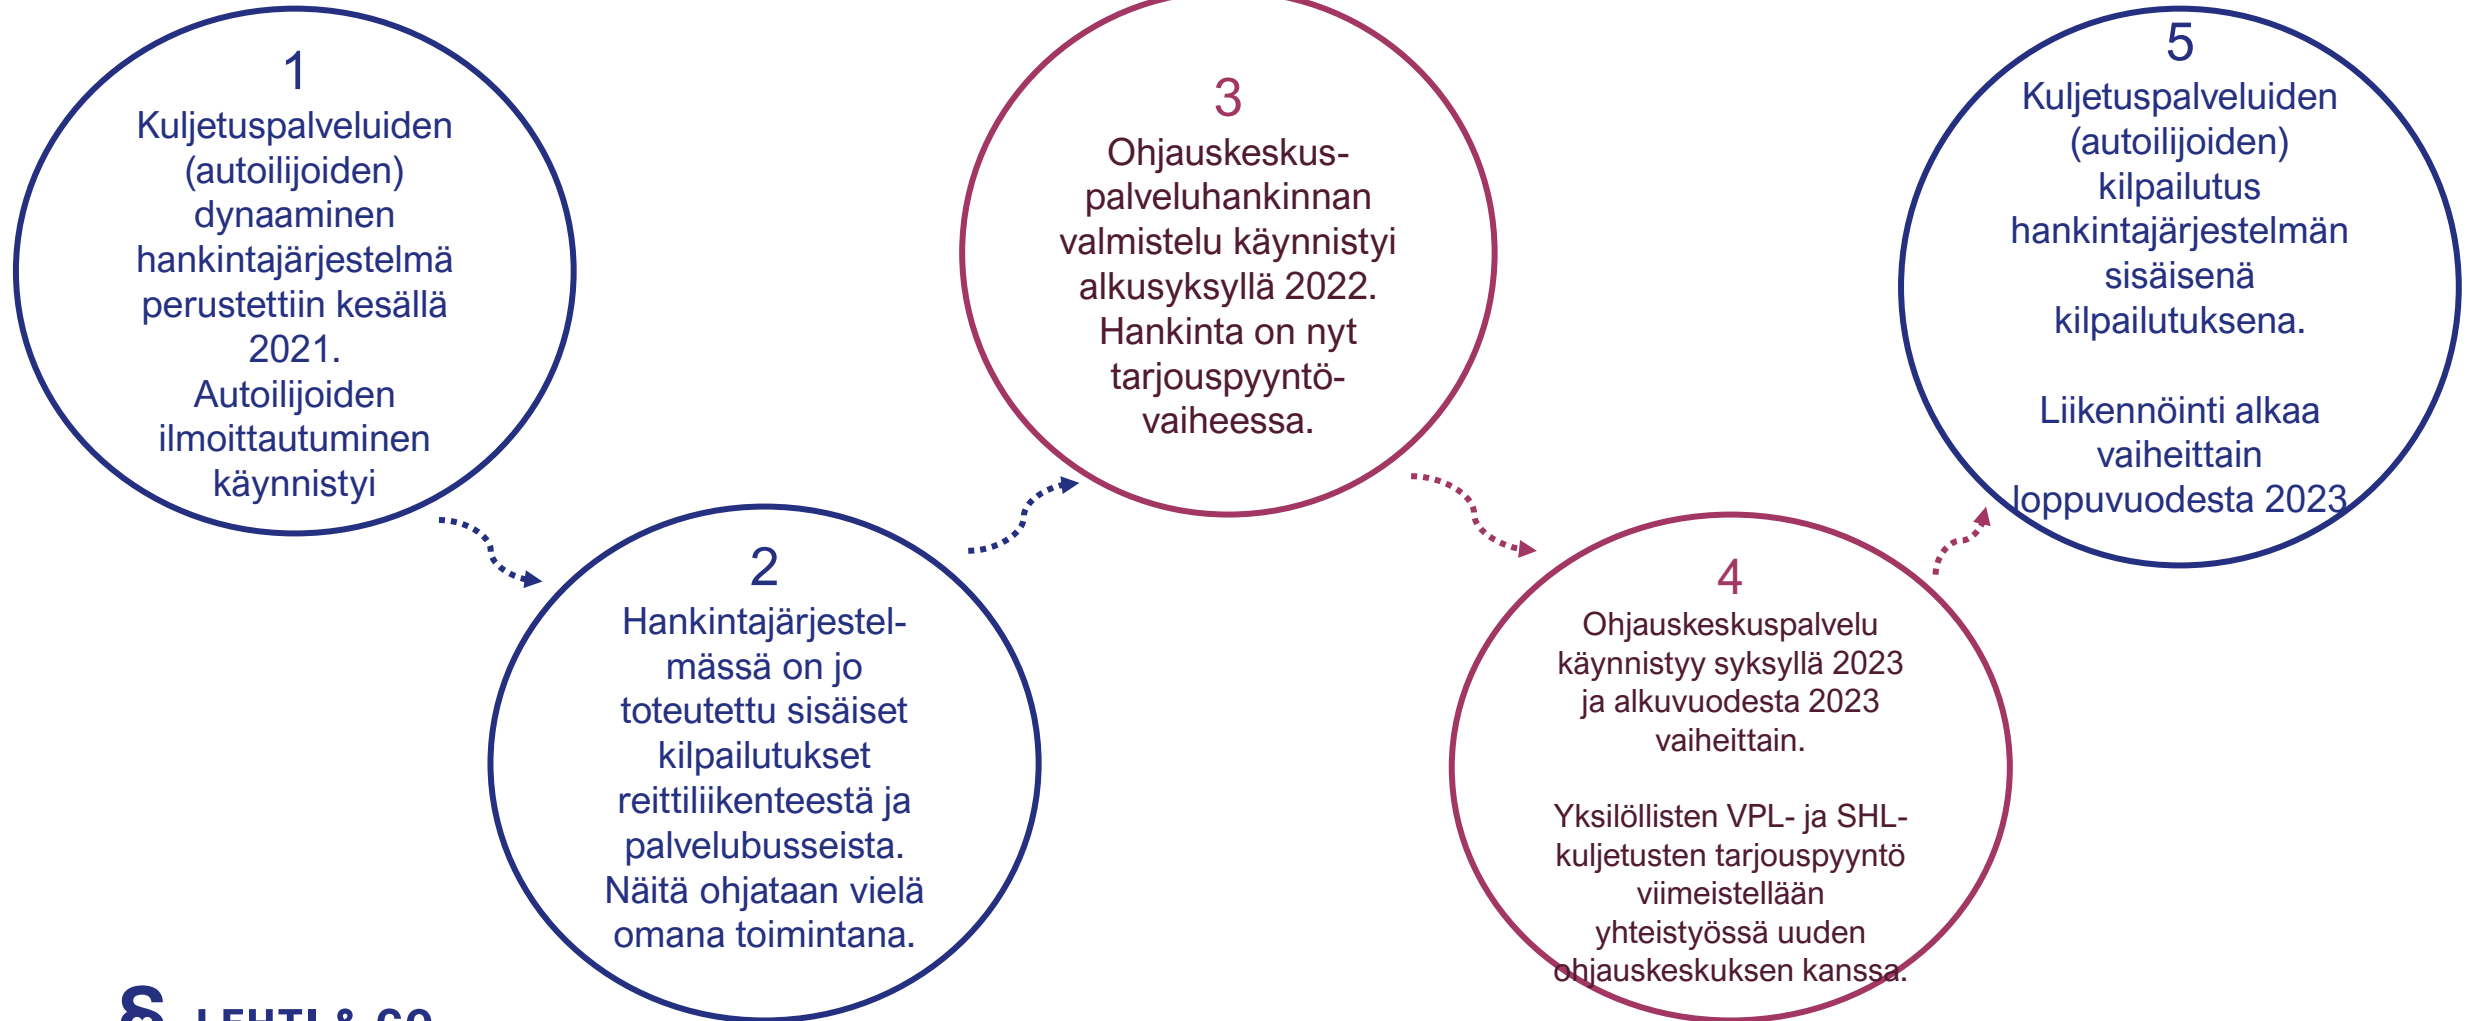 1
Kuljetuspalveluiden
(autoilijoiden)
dynaaminen
hankintajärjestelmä
perustettiin kesällä
2021.
Autoilijoiden
ilmoittautuminen
käynnistyi
2
Hankintajärjestel-
mässä on jo
toteutettu sisäiset
kilpailutukset
reittiliikenteestä ja
palvelubusseista.
Näitä ohjataan vielä
omana toimintana.
3
Ohjauskeskus-
palveluhankinnan
valmistelu käynnistyi
alkusyksyllä 2022.
Hankinta on nyt
tarjouspyyntö-
vaiheessa.
4
Ohjauskeskuspalvelu
käynnistyy syksyllä 2023
ja alkuvuodesta 2023
vaiheittain.
Yksilöllisten VPL- ja SHL-
kuljetusten tarjouspyyntö
viimeistellään
yhteistyössä uuden
ohjauskeskuksen kanssa.
5
Kuljetuspalveluiden
(autoilijoiden)
kilpailutus
hankintajärjestelmän
sisäisenä
kilpailutuksena.
Liikennöinti alkaa
vaiheittain
loppuvuodesta 2023
LEHTI & CO